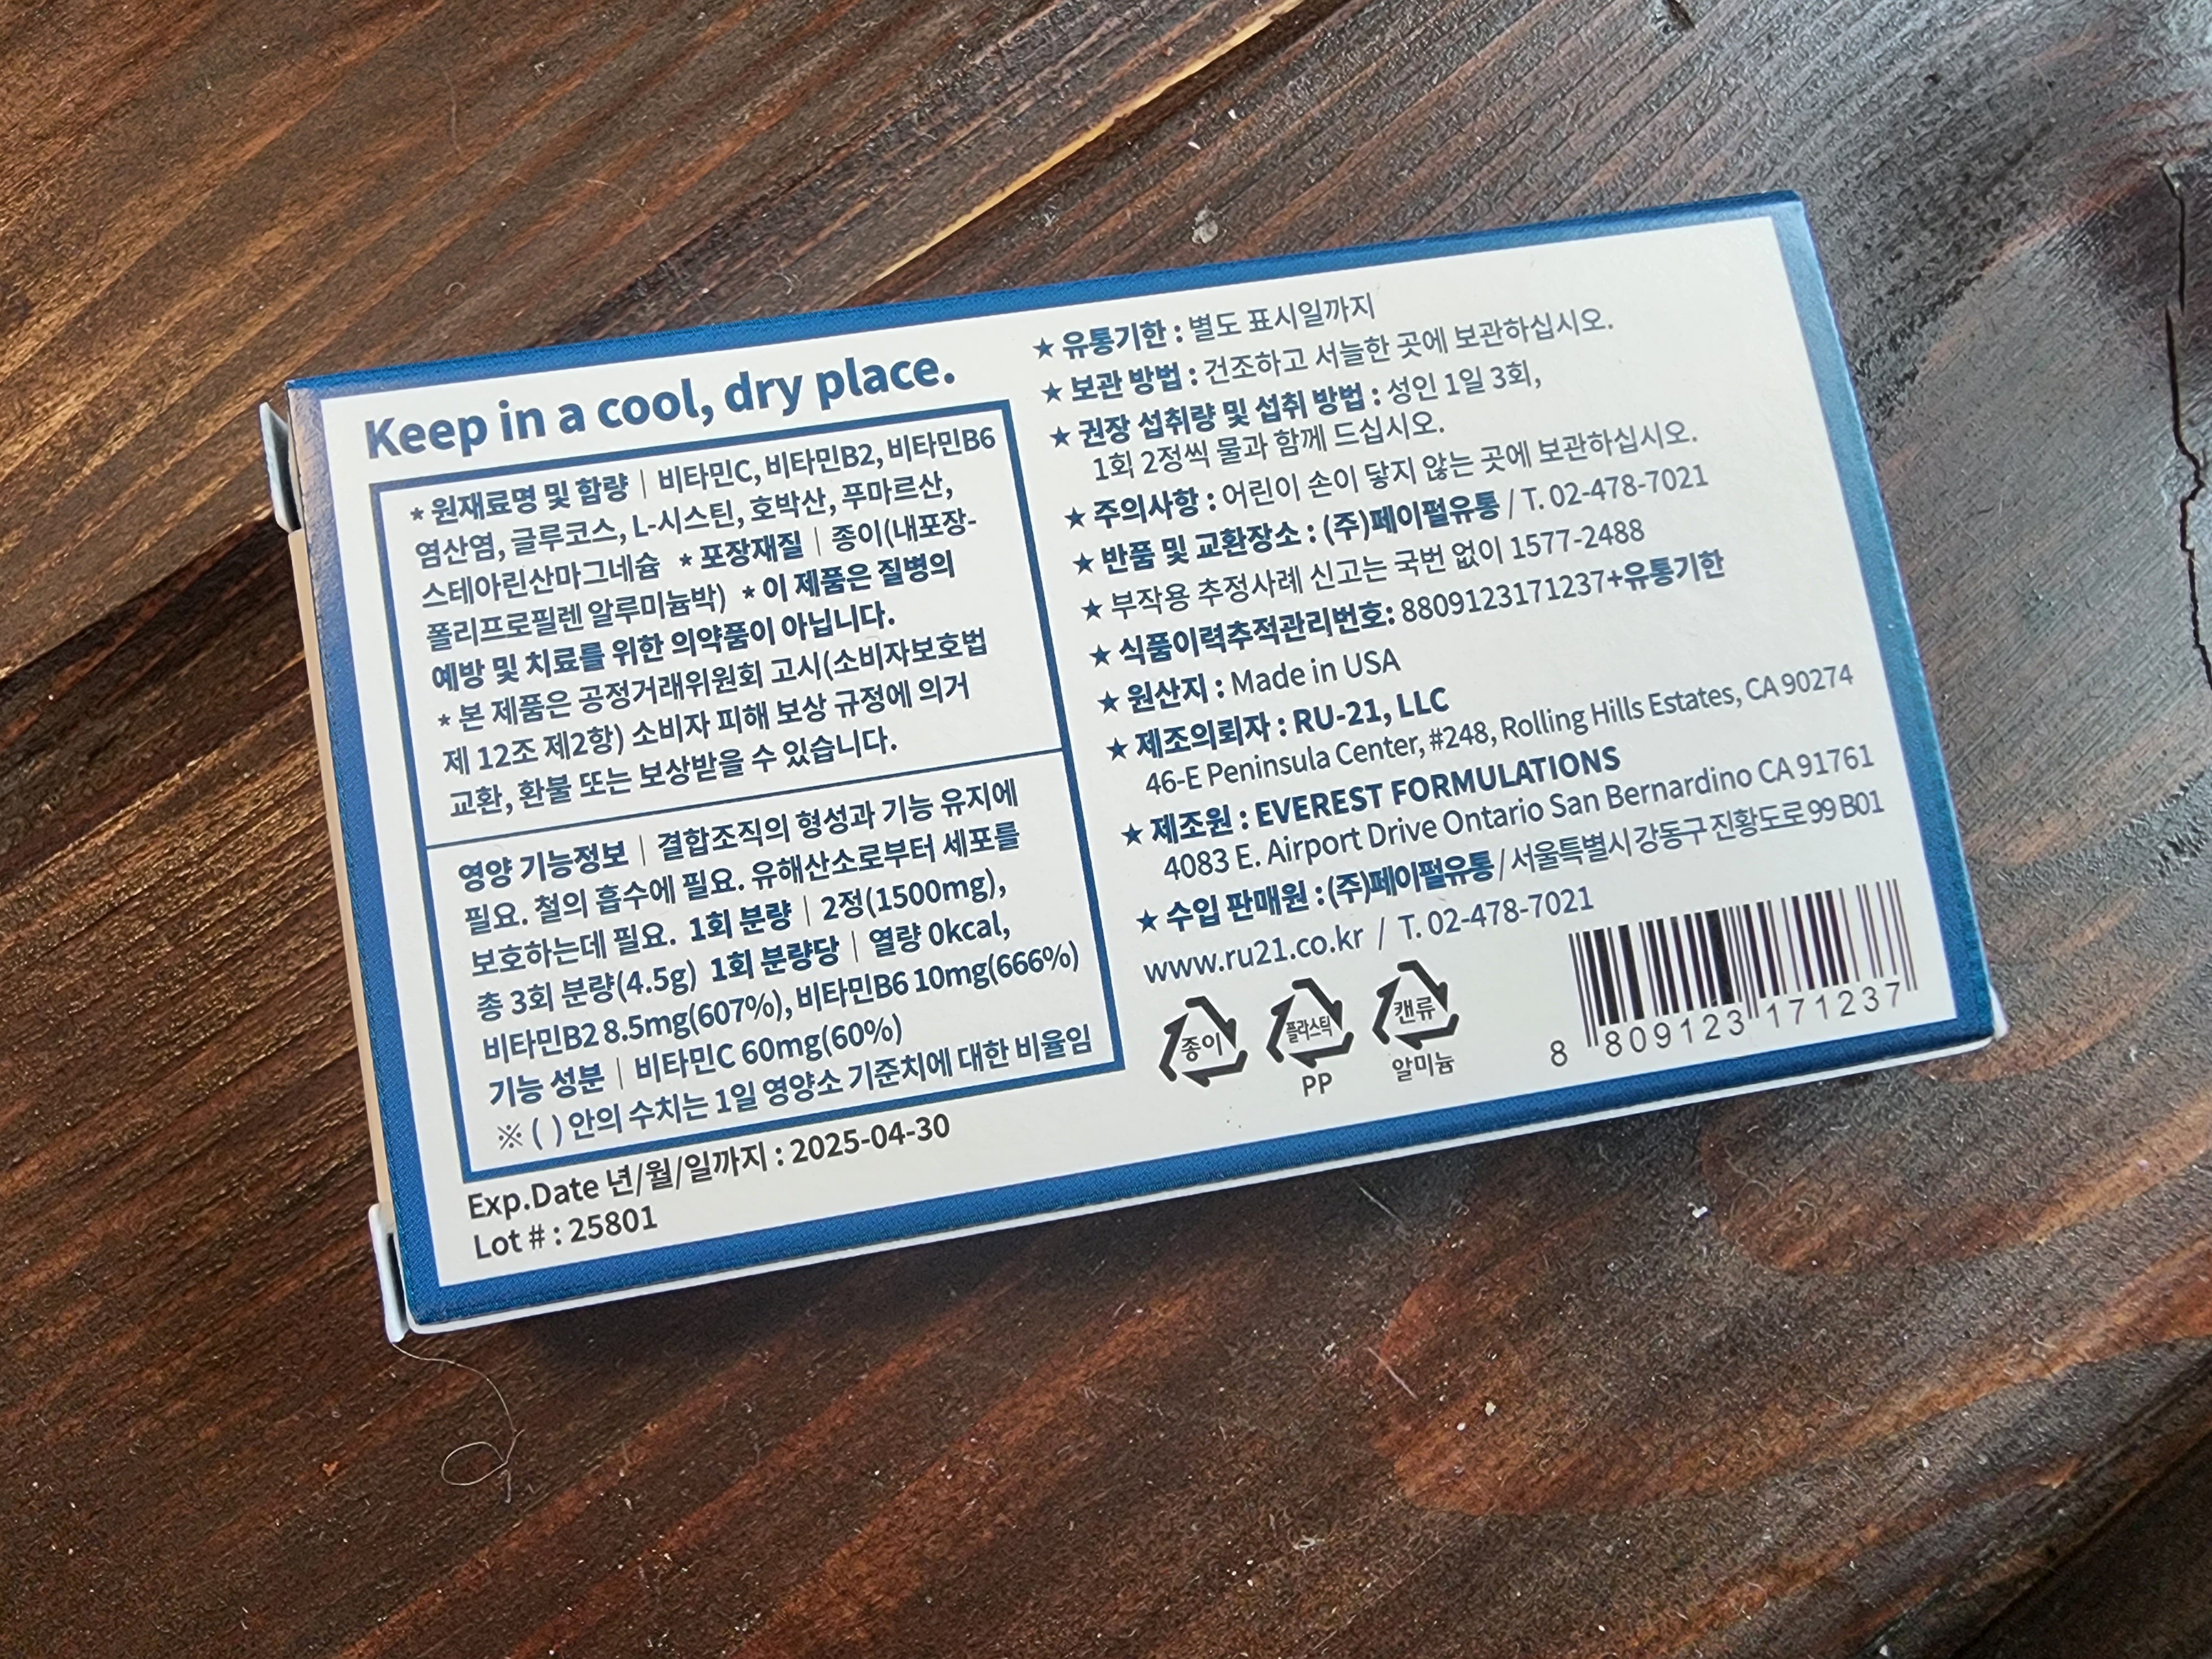 Keep in a cool, dry place.
* 원재료명 및 함량 | 비타민C, 비타민B2, 비타민B6
염산염, 글루코스, L-시스틴, 호박산, 푸마르산,
스테아린산마그네슘 * 포장재질 | 종이(내포장-
폴리프로필렌 알루미늄박) * 이 제품은 질병의
예방 및 치료를 위한 의약품이 아닙니다.
* 본 제품은 공정거래위원회 고시(소비자보호법
제 12조 제2항) 소비자 피해 보상 규정에 의거
교환, 환불 또는 보상받을 수 있습니다.
영양 기능정보 | 결합조직의 형성과 기능 유지에
필요. 철의 흡수에 필요. 유해산소로부터 세포를
보호하는데 필요. 1회 분량 | 2정(1500mg),
총 3회 분량(4.5g) 1회 분량당 | 열량 0kcal,
비타민B2 8.5mg(607%), 비타민B6 10mg(666%)
기능 성분 | 비타민C 60mg(60%)
※ ( ) 안의 수치는 1일 영양소 기준치에 대한 비율임
Exp.Date 년/월/일까지 : 2025-04-30
Lot # : 25801
★ 유통기한 : 별도 표시일까지
★ 보관 방법 : 건조하고 서늘한 곳에 보관하십시오.
★ 권장 섭취량 및 섭취 방법 : 성인 1일 3회,
1회 2정씩 물과 함께 드십시오.
★ 주의사항 : 어린이 손이 닿지 않는 곳에 보관하십시오.
★ 반품 및 교환장소 : (주)페이펄유통 / T. 02-478-7021
★ 부작용 추정사례 신고는 국번 없이 1577-2488
★ 식품이력추적관리번호: 8809123171237+유통기한
★ 원산지 : Made in USA
★ 제조의뢰자 : RU-21, LLC
46-E Peninsula Center, #248, Rolling Hills Estates, CA 90274
★ 제조원 : EVEREST FORMULATIONS
4083 E. Airport Drive Ontario San Bernardino CA 91761
★ 수입 판매원 : (주)페이펄유통 / 서울특별시 강동구 진황도로 99 B01
www.ru21.co.kr / T. 02-478-7021
종이 플라스틱 캔류
PP 알미늄
8 809123 171237